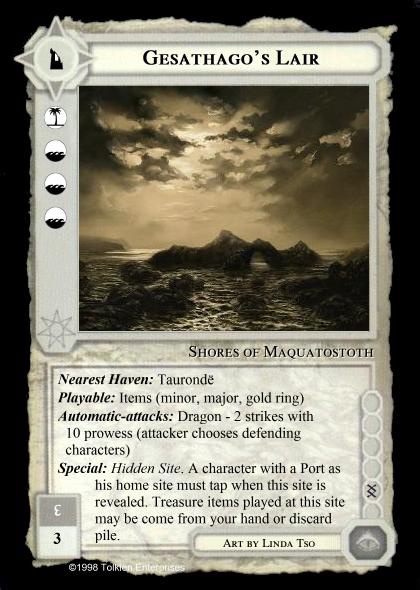 GESATHAGO'S LAIR
SHORES OF MAQUATOSTOTH
Nearest Haven: Taurondë
Playable: Items (minor, major, gold ring)
Automatic-attacks: Dragon - 2 strikes with
10 prowess (attacker chooses defending
characters)
Special: Hidden Site. A character with a Port as
his home site must tap when this site is
revealed. Treasure items played at this site
may be come from your hand or discard
pile.
ε
3
ART BY LINDA TSO
©1998 Tolkien Enterprises